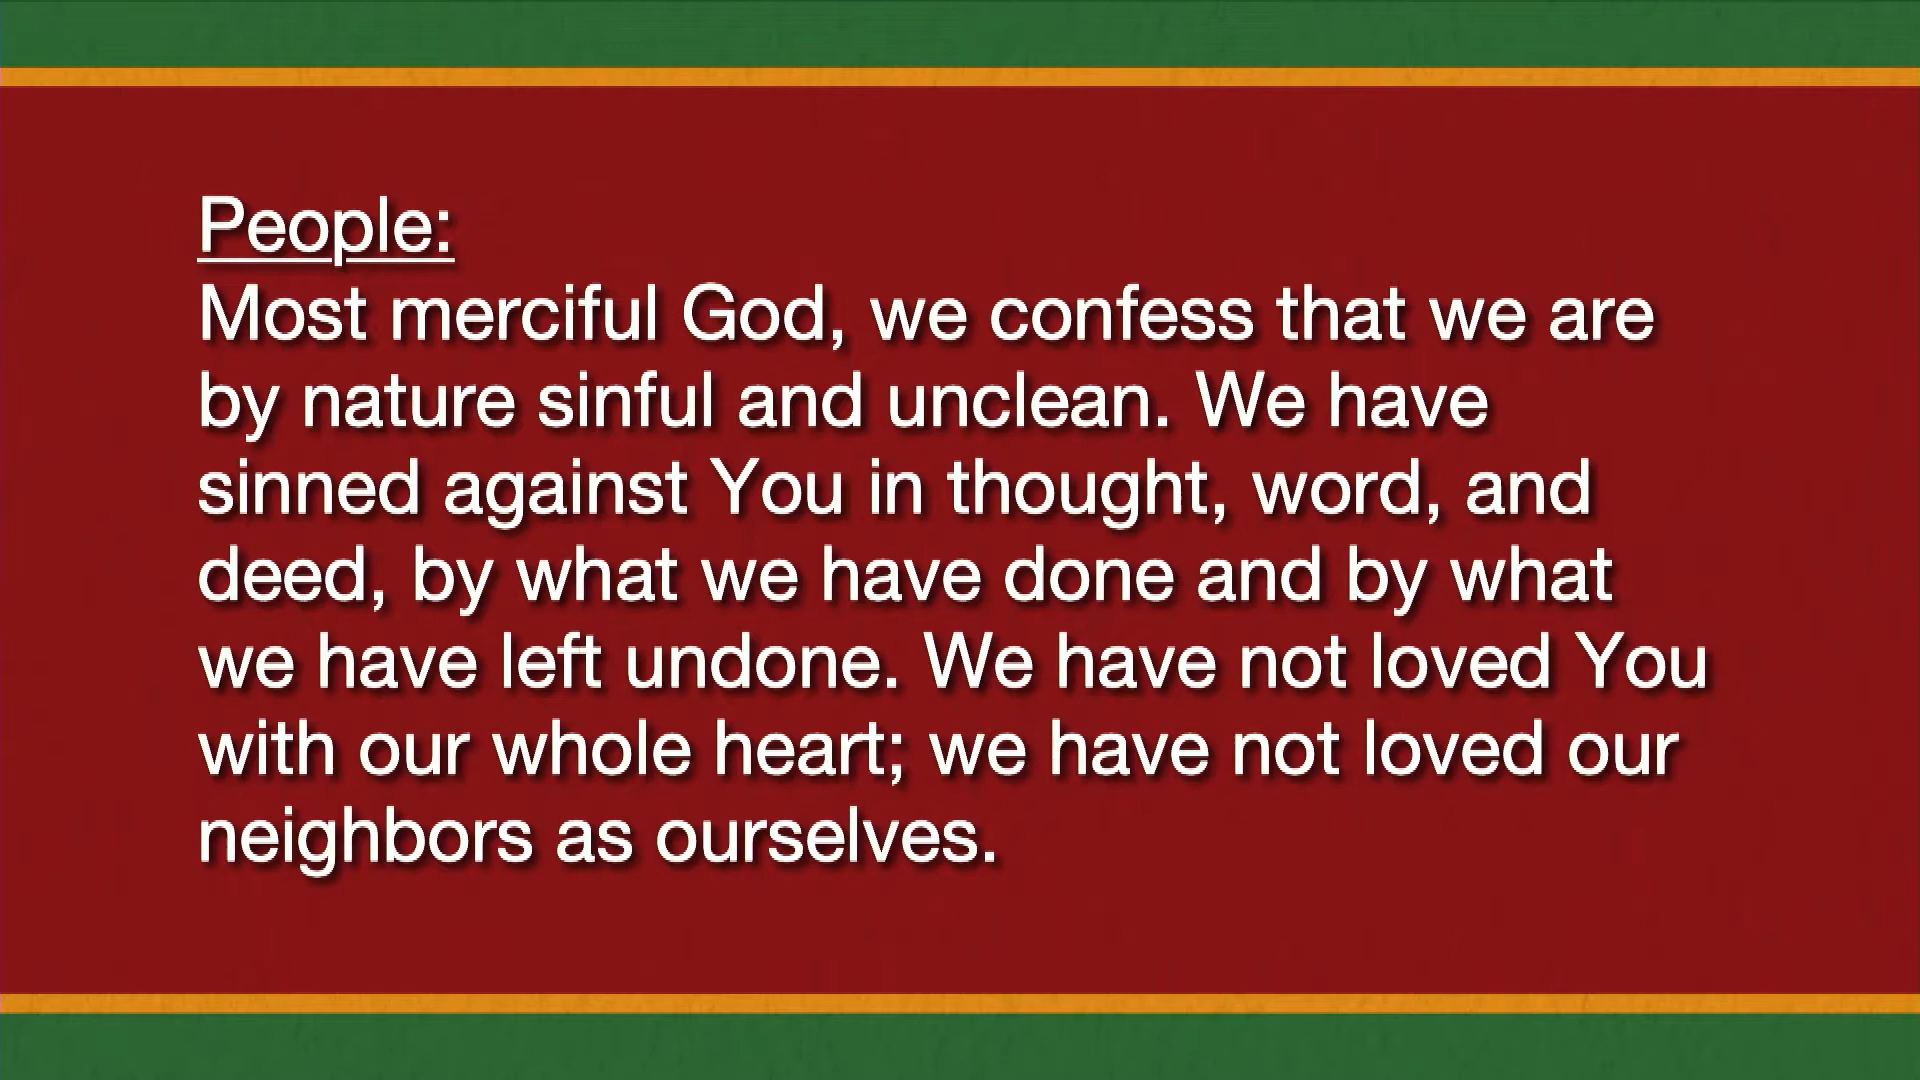 People:
Most merciful God, we confess that we are
by nature sinful and unclean. We have
sinned against You in thought, word, and
deed, by what we have done and by what
we have left undone. We have not loved You
with our whole heart; we have not loved our
neighbors as ourselves.